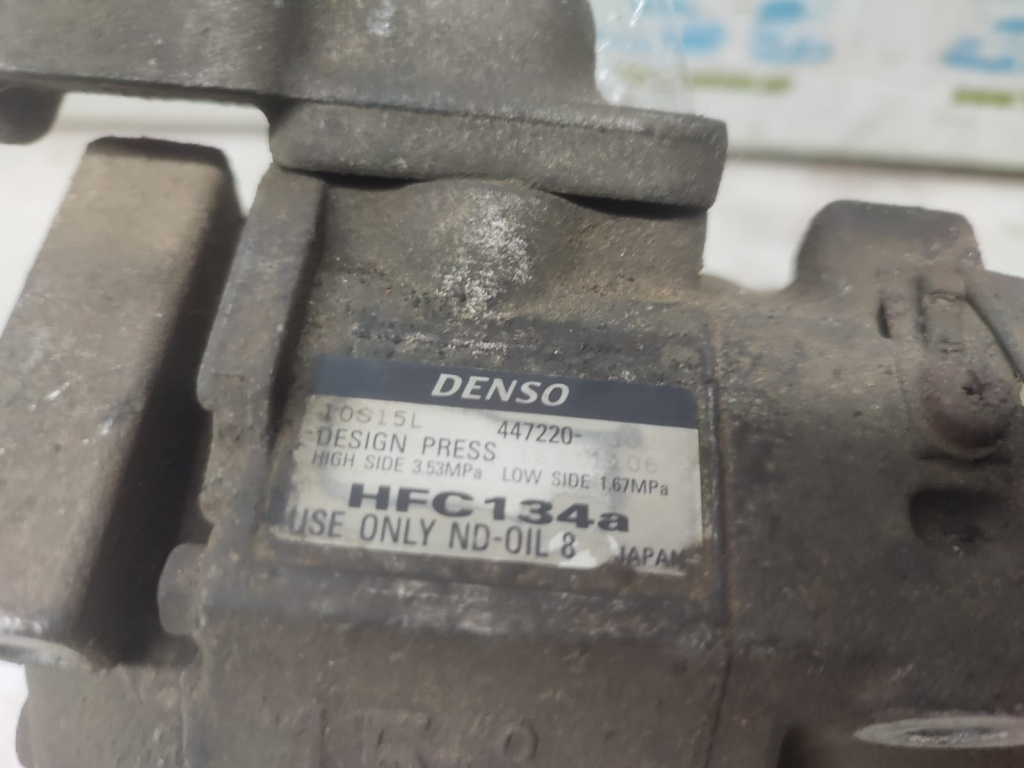 DENSO
10S15L 447220-
DESIGN PRESS
HIGH SIDE 3.53MPa LOW SIDE 1.67MPa
HFC134a
USE ONLY ND-OIL 8 JAPAN